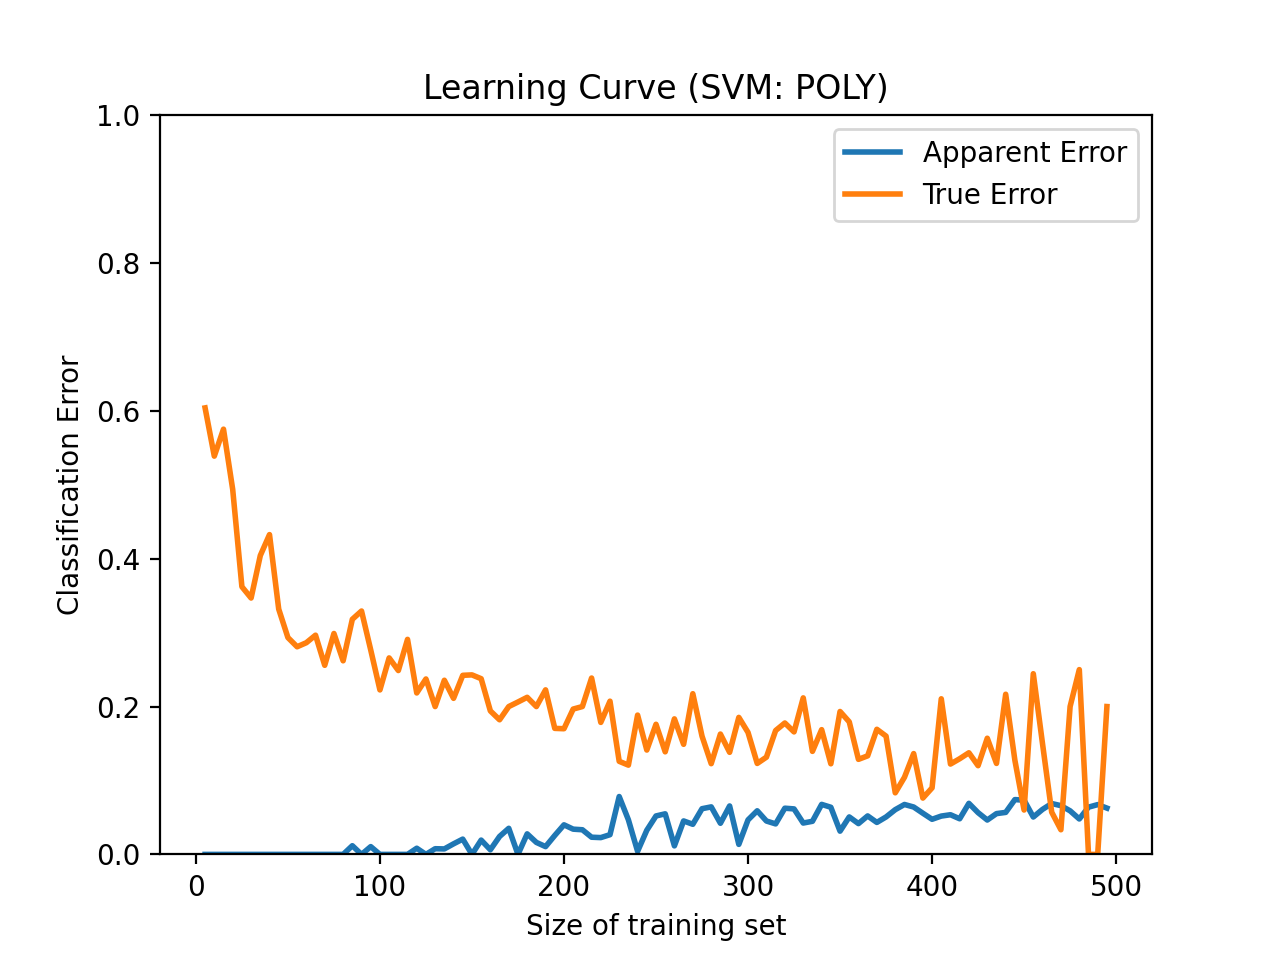 Learning Curve (SVM: POLY)
1.0
0.8
0.6
0.4
0.2
0.0
Classification Error
Apparent Error
True Error
0 100 200 300 400 500
Size of training set